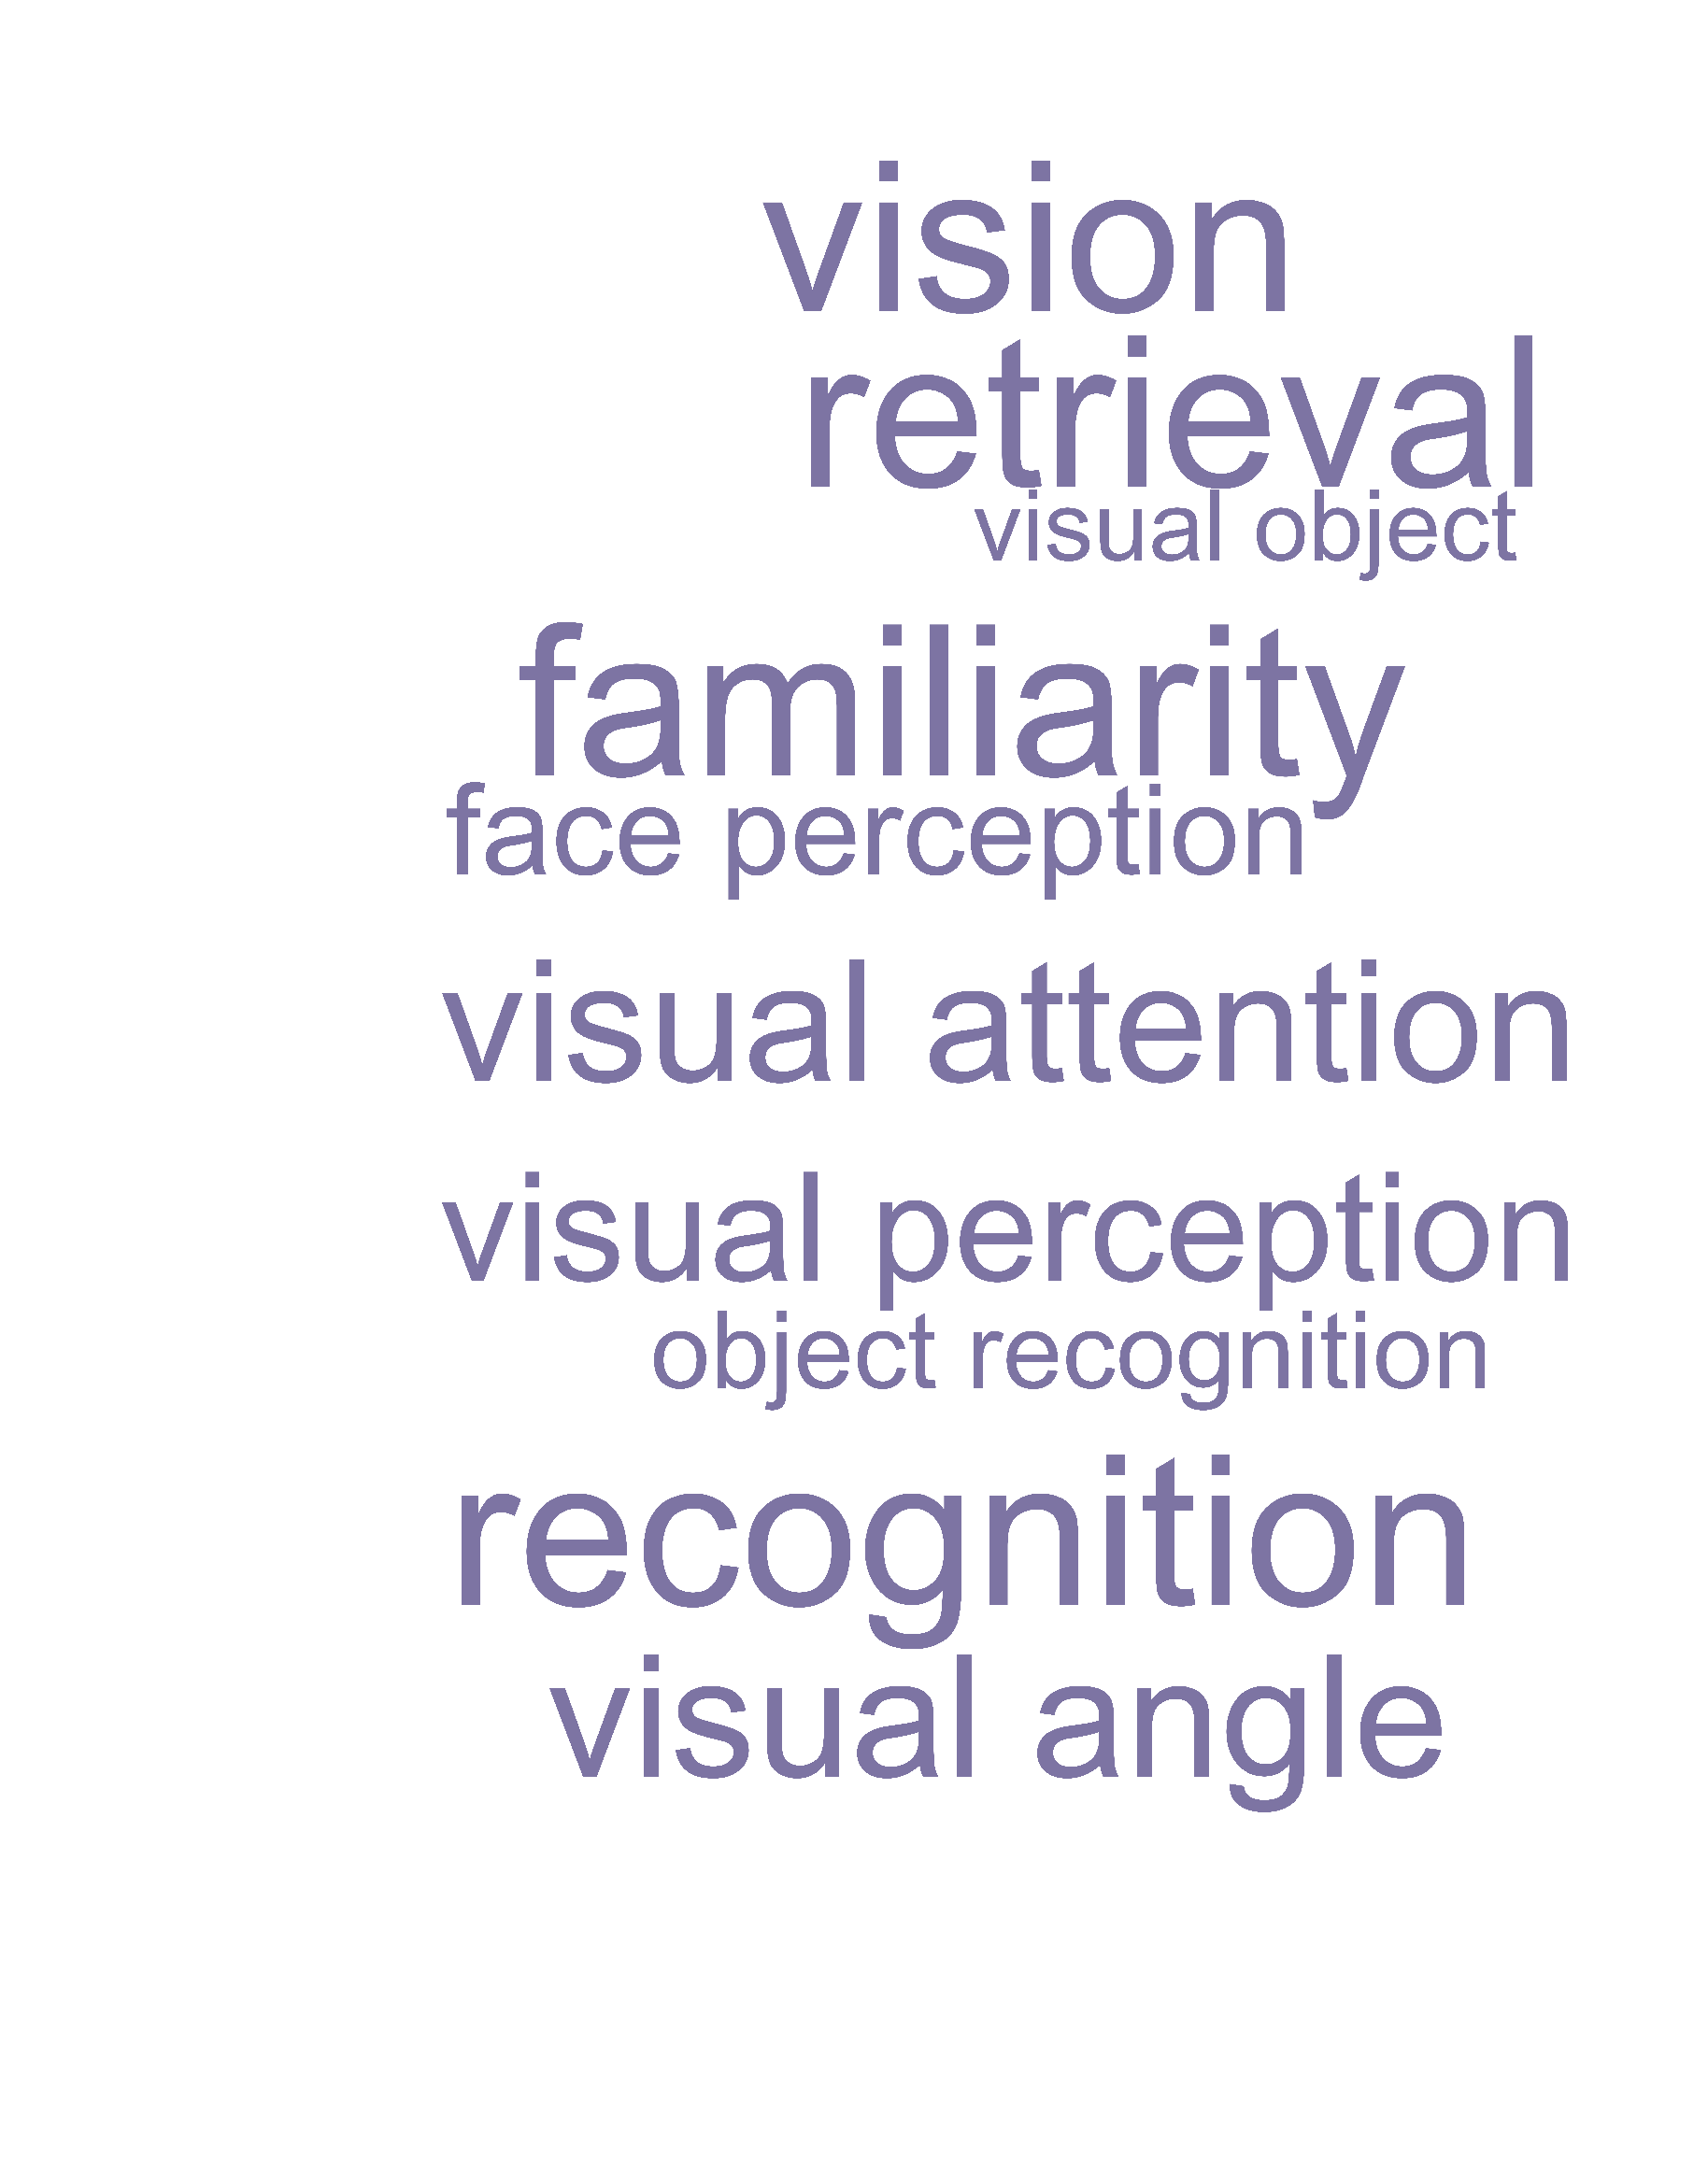 vision
retrieval
visual object
familiarity
face perception
visual attention
visual perception
object recognition
recognition
visual angle